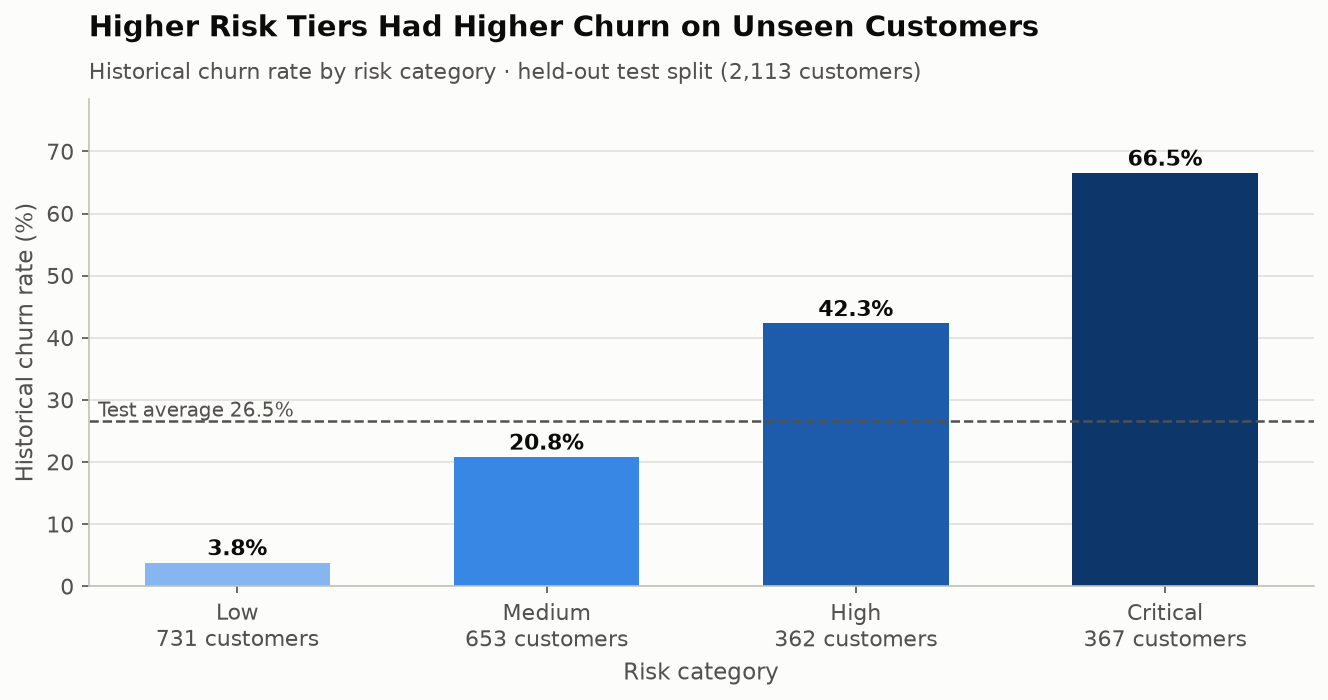 Higher Risk Tiers Had Higher Churn on Unseen Customers
Historical churn rate by risk category · held-out test split (2,113 customers)
Historical churn rate (%)
70
60
50
40
30
20
10
0
Test average 26.5%
3.8%
20.8%
42.3%
66.5%
Low
731 customers
Medium
653 customers
High
362 customers
Critical
367 customers
Risk category